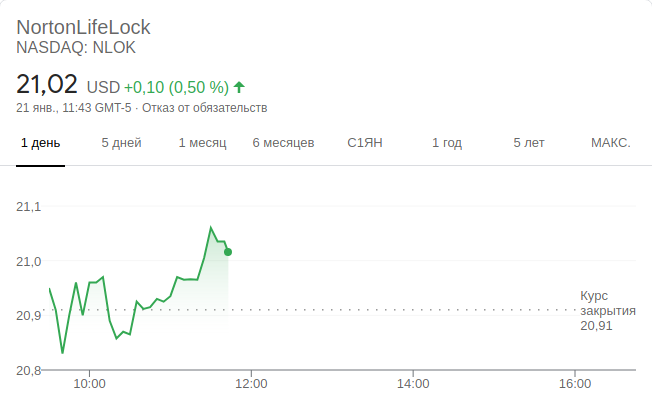 NortonLifeLock
NASDAQ: NLOK
21,02 USD +0,10 (0,50 %)
21 янв., 11:43 GMT-5 · Отказ от обязательств
1 день 5 дней 1 месяц 6 месяцев С1ЯН 1 год 5 лет МАКС.
21,1
21,0
20,9
20,8
Курс
закрытия
20,91
10:00 12:00 14:00 16:00